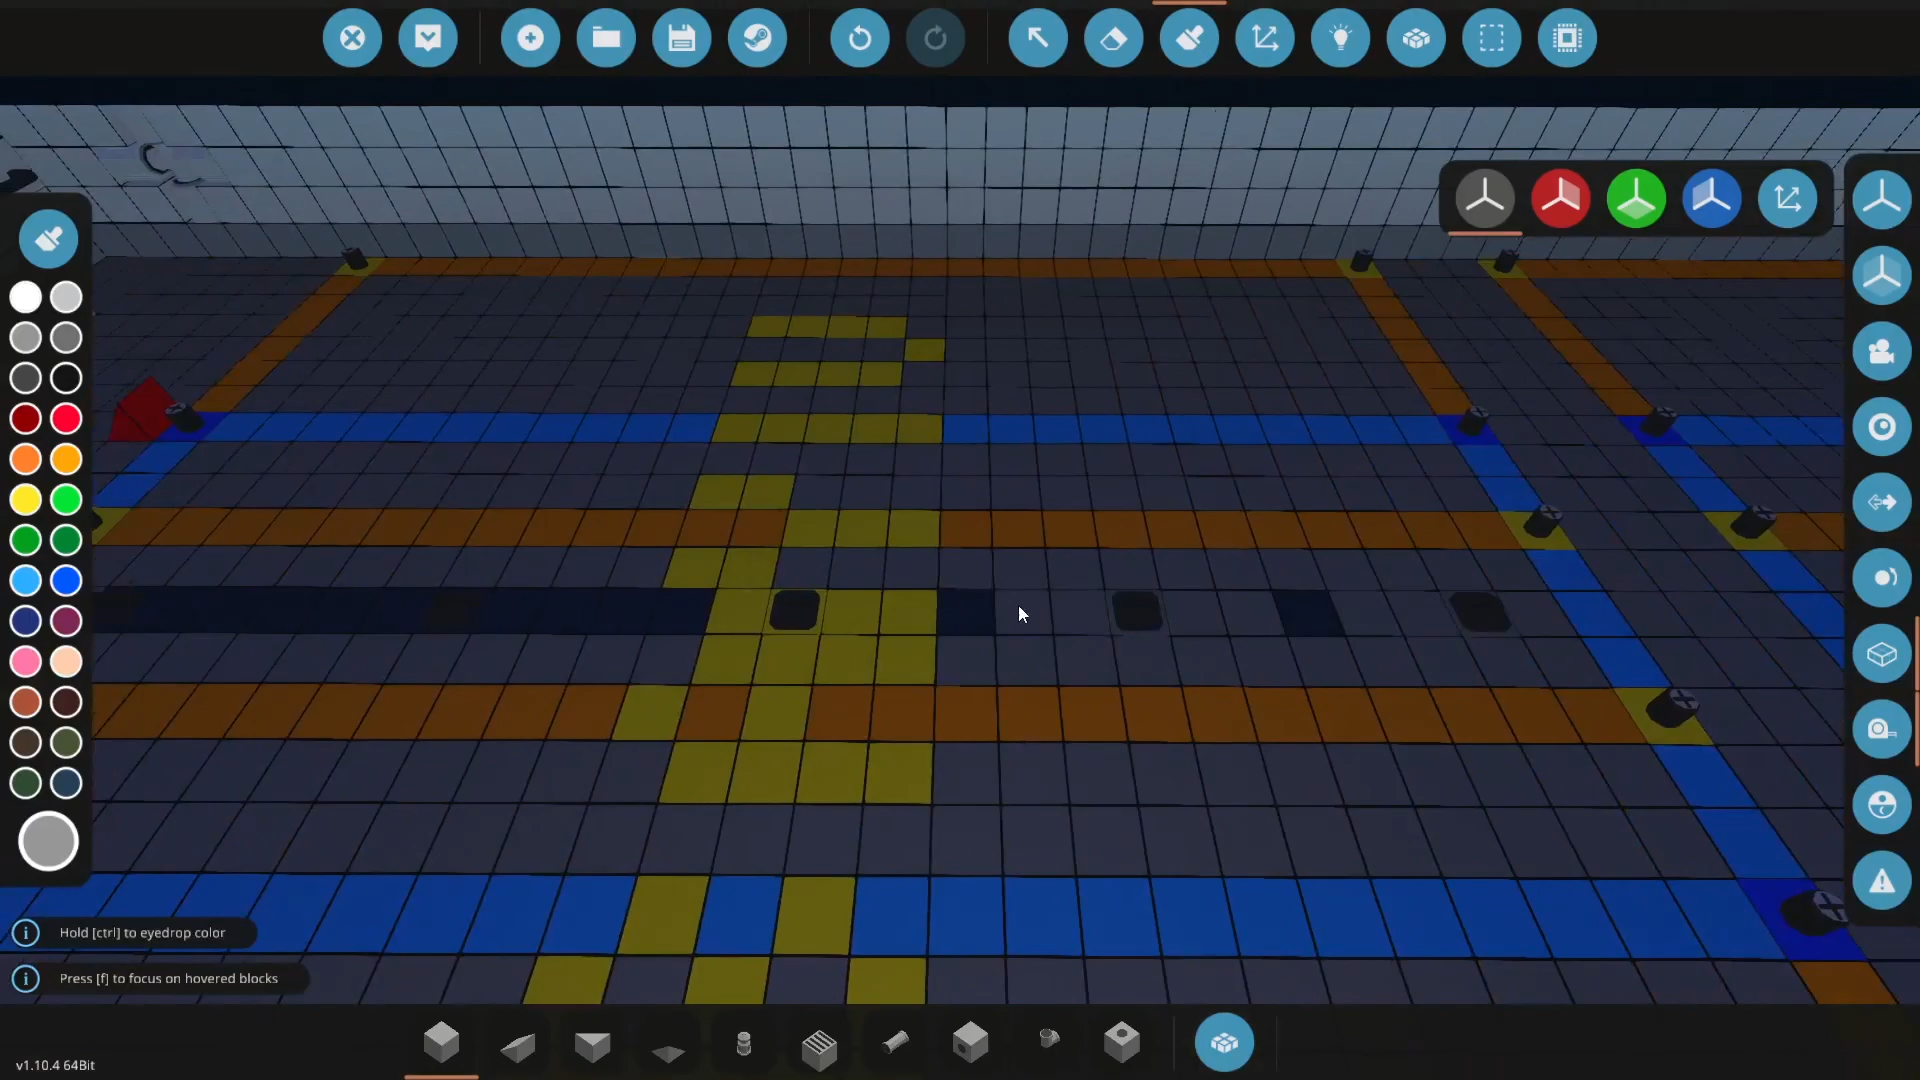 Hold [ctrl] to eyedrop color
Press [f] to focus on hovered blocks
v1.10.4 64Bit